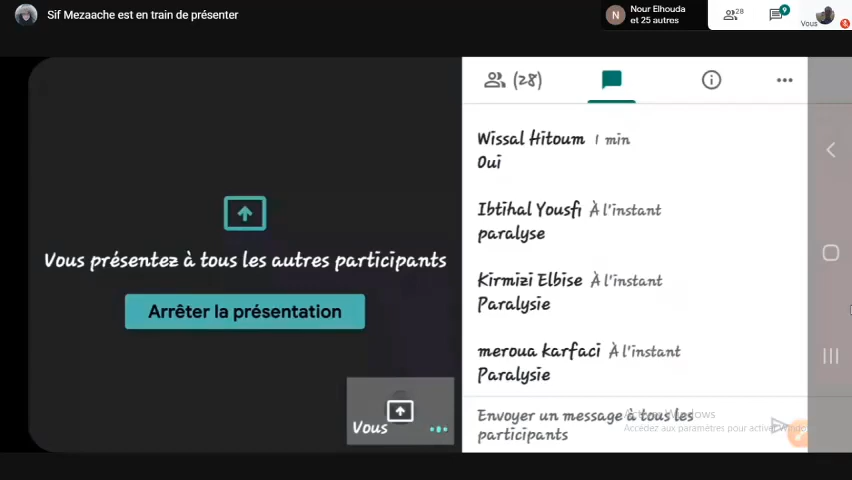 Sif Mezaache est en train de présenter
Nour Elhouda
et 25 autres
N
28
9
Vous
(28)
Wissal Hitoum 1 min
Oui
Ibtihal Yousfi À l'instant
paralyse
Kirmizi Elbise À l'instant
Paralysie
meroua karfaci À l'instant
Paralysie
Vous présentez à tous les autres participants
Arrêter la présentation
Vous
Envoyer un message à tous les
participants
Activer Windows
Accédez aux paramètres pour activer Windows